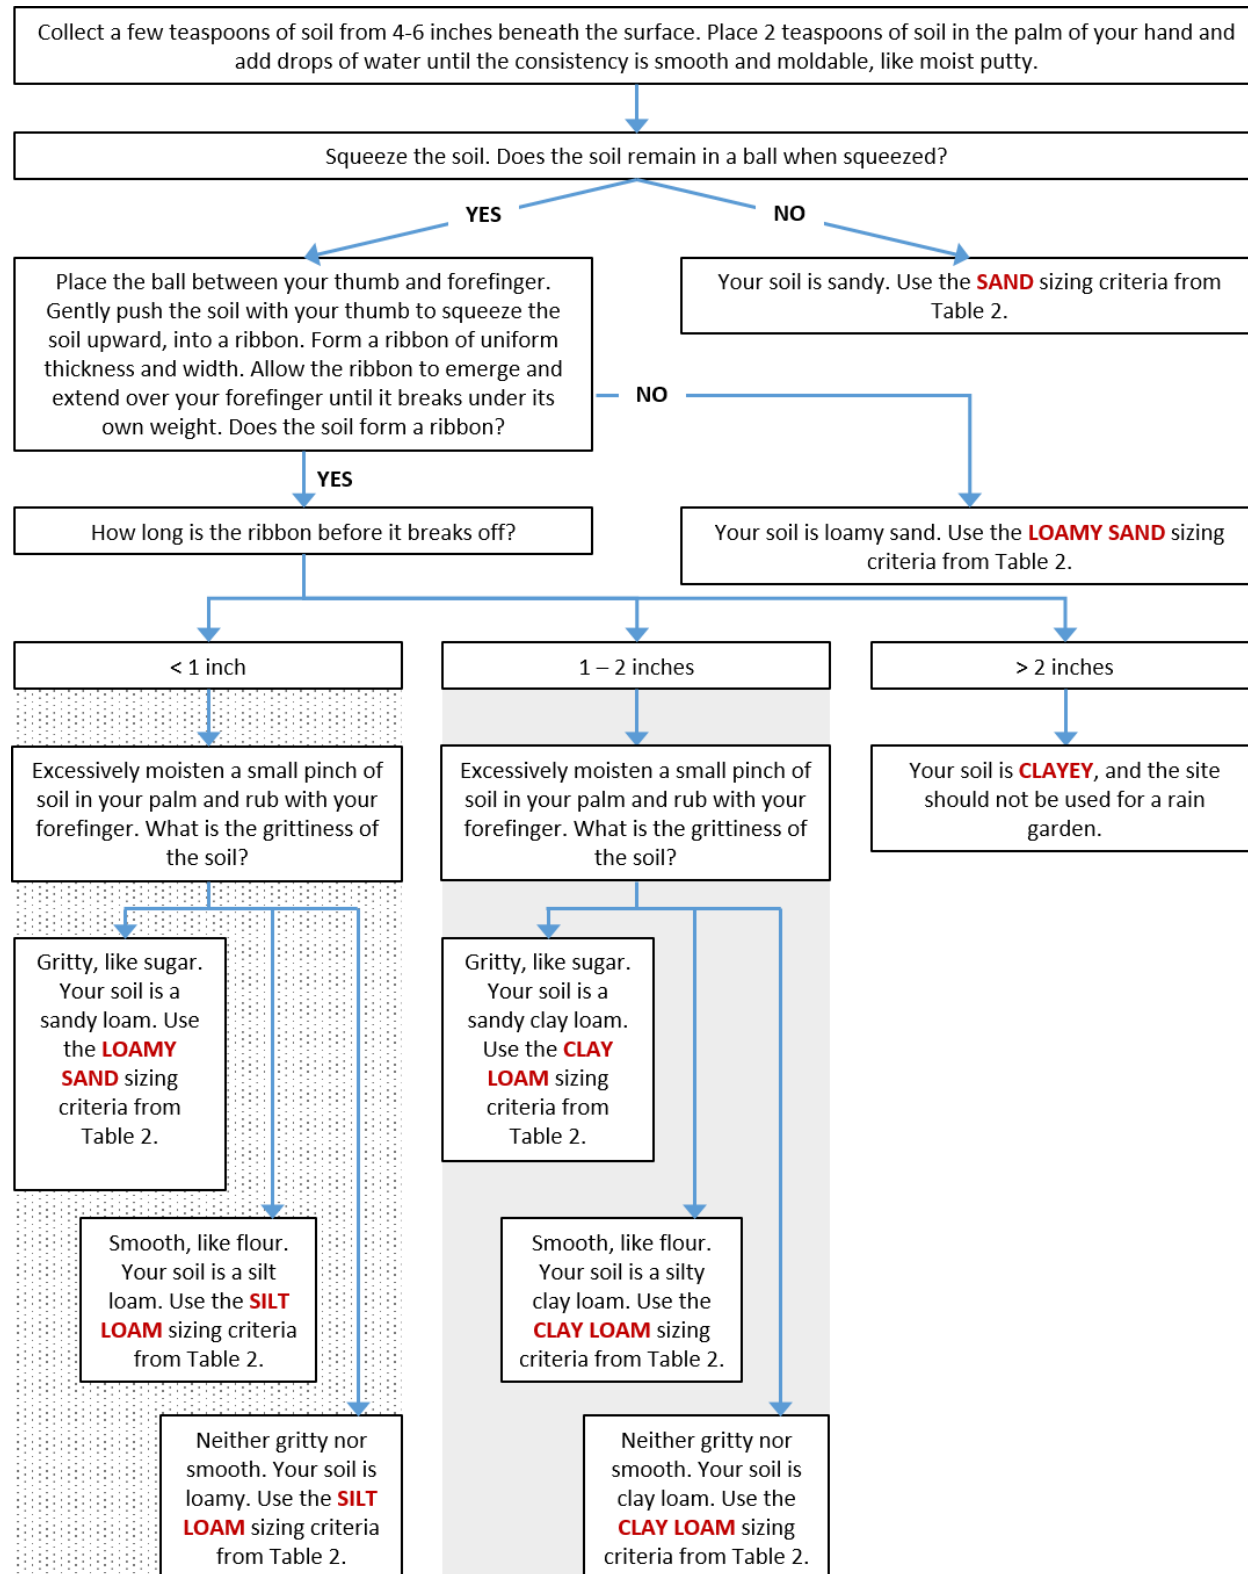 Collect a few teaspoons of soil from 4-6 inches beneath the surface. Place 2 teaspoons of soil in the palm of your hand and
add drops of water until the consistency is smooth and moldable, like moist putty.
Squeeze the soil. Does the soil remain in a ball when squeezed?
YES
NO
Place the ball between your thumb and forefinger.
Gently push the soil with your thumb to squeeze the
soil upward, into a ribbon. Form a ribbon of uniform
thickness and width. Allow the ribbon to emerge and
extend over your forefinger until it breaks under its
own weight. Does the soil form a ribbon?
Your soil is sandy. Use the SAND sizing criteria from
Table 2.
NO
YES
How long is the ribbon before it breaks off?
Your soil is loamy sand. Use the LOAMY SAND sizing
criteria from Table 2.
< 1 inch
1 – 2 inches
> 2 inches
Excessively moisten a small pinch of
soil in your palm and rub with your
forefinger. What is the grittiness of
the soil?
Excessively moisten a small pinch of
soil in your palm and rub with your
forefinger. What is the grittiness of
the soil?
Your soil is CLAYEY, and the site
should not be used for a rain
garden.
Gritty, like sugar.
Your soil is a
sandy loam. Use
the LOAMY
SAND sizing
criteria from
Table 2.
Gritty, like sugar.
Your soil is a
sandy clay loam.
Use the CLAY
LOAM sizing
criteria from
Table 2.
Smooth, like flour.
Your soil is a silt
loam. Use the SILT
LOAM sizing criteria
from Table 2.
Smooth, like flour.
Your soil is a silty
clay loam. Use the
CLAY LOAM sizing
criteria from Table 2.
Neither gritty nor
smooth. Your soil is
loamy. Use the SILT
LOAM sizing criteria
from Table 2.
Neither gritty nor
smooth. Your soil is
clay loam. Use the
CLAY LOAM sizing
criteria from Table 2.